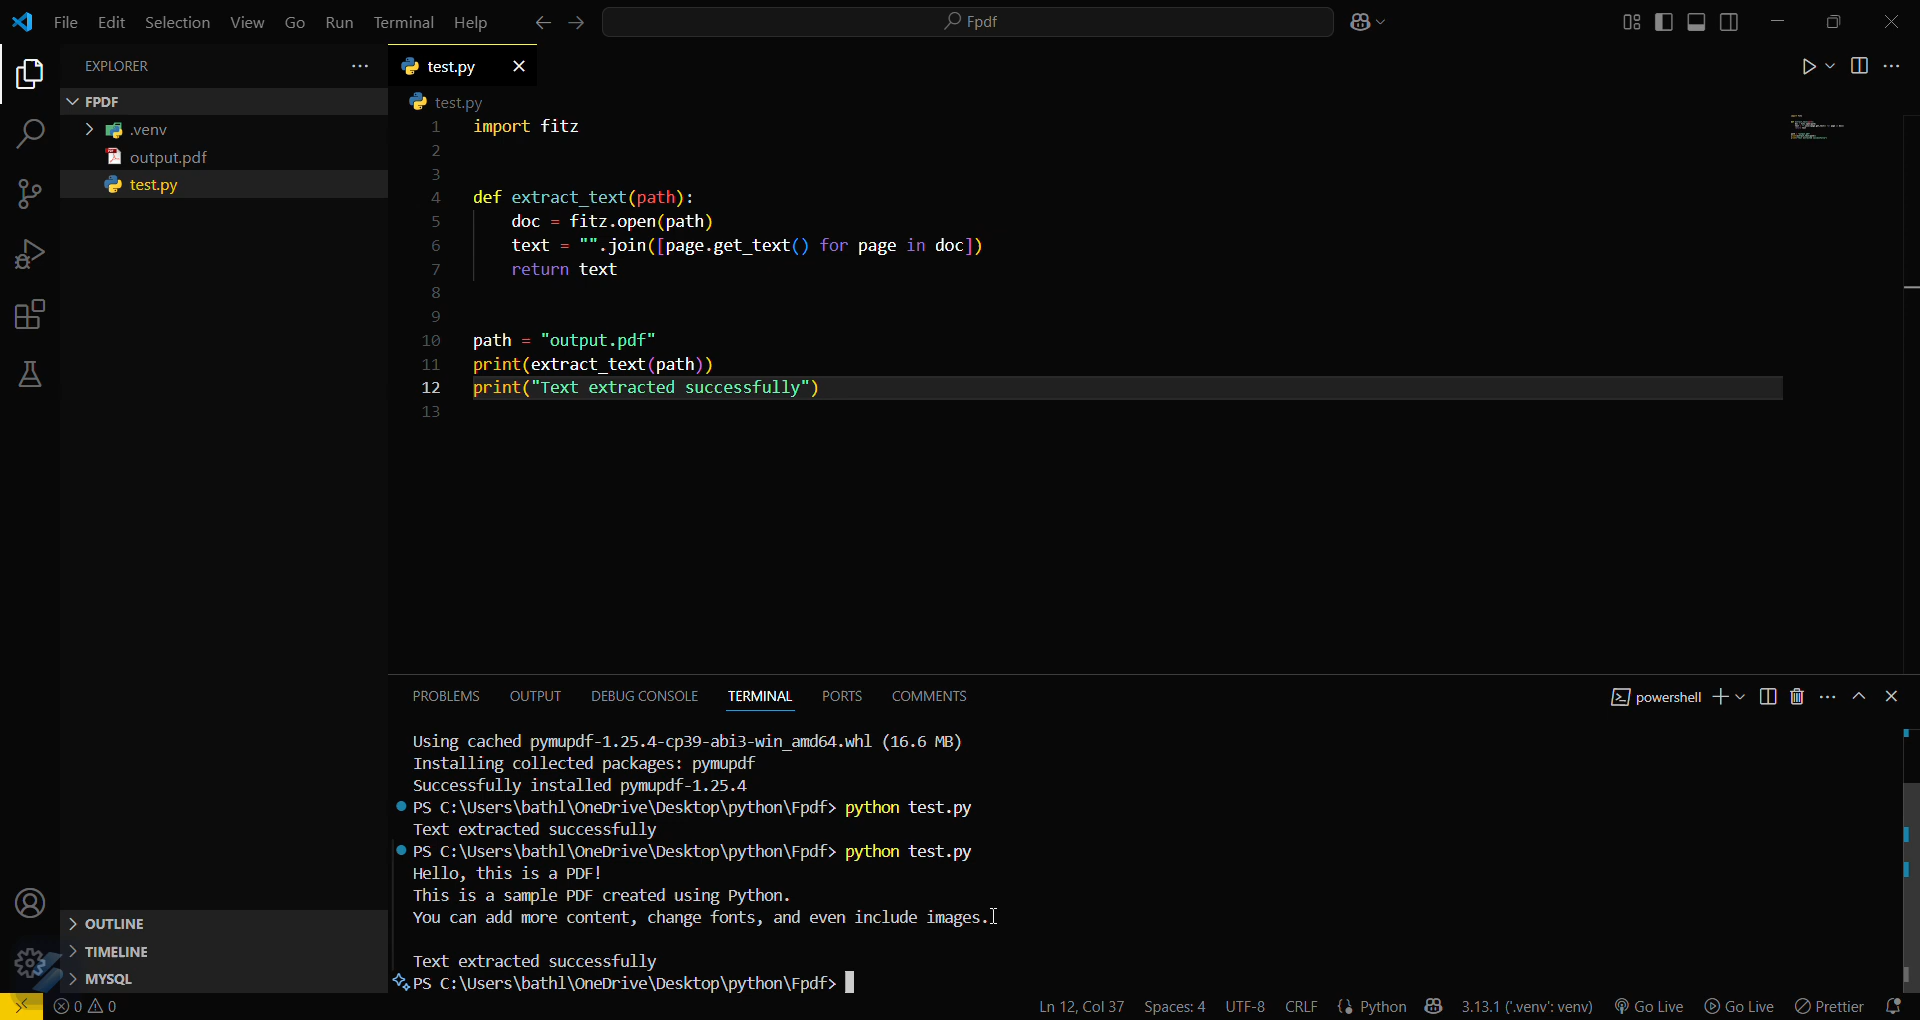 File Edit Selection View Go Run Terminal Help
Fpdf
EXPLORER
FPDF
.venv
output.pdf
test.py
OUTLINE
TIMELINE
MYSQL
test.py
test.py
1 import fitz
2
3
4 def extract_text(path):
5 doc = fitz.open(path)
6 text = "".join([page.get_text() for page in doc])
7 return text
8
9
10 path = "output.pdf"
11 print(extract_text(path))
12 print("Text extracted successfully")
13
PROBLEMS OUTPUT DEBUG CONSOLE TERMINAL PORTS COMMENTS
powershell
Using cached pymupdf-1.25.4-cp39-abi3-win_amd64.whl (16.6 MB)
Installing collected packages: pymupdf
Successfully installed pymupdf-1.25.4
PS C:\Users\bathl\OneDrive\Desktop\python\Fpdf> python test.py
Text extracted successfully
PS C:\Users\bathl\OneDrive\Desktop\python\Fpdf> python test.py
Hello, this is a PDF!
This is a sample PDF created using Python.
You can add more content, change fonts, and even include images.
Text extracted successfully
PS C:\Users\bathl\OneDrive\Desktop\python\Fpdf>
0 0 Ln 12, Col 37 Spaces: 4 UTF-8 CRLF Python 3.13.1 ('.venv': venv) Go Live Go Live Prettier